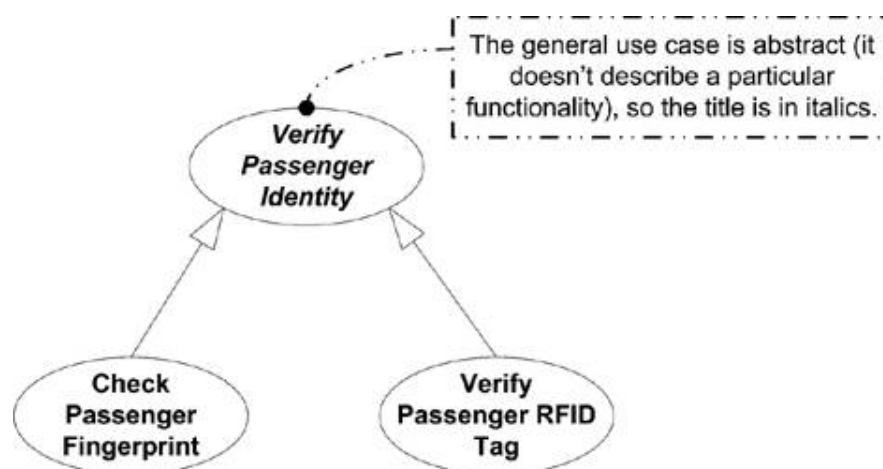 The general use case is abstract (it
doesn't describe a particular
functionality), so the title is in italics.
Verify
Passenger
Identity
Check
Passenger
Fingerprint
Verify
Passenger RFID
Tag